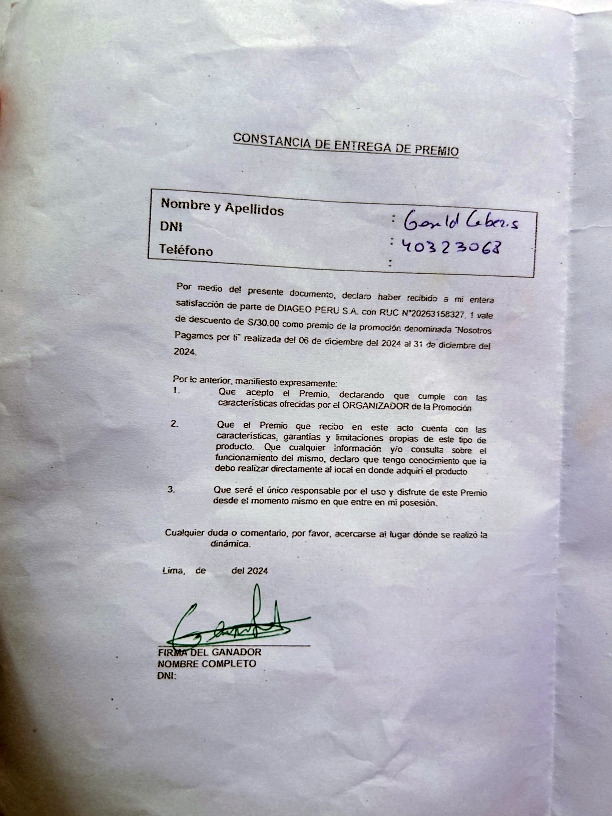 CONSTANCIA DE ENTREGA DE PREMIO
Nombre y Apellidos : Gerald
DNI : 40323063
Teléfono :
Por medio del presente documento, declaro haber recibido a mi entera
satisfacción de parte de DIAGEO PERU S.A. con RUC N°20263158327, 1 vale
de descuento de S/30.00 como premio de la promoción denominada "Nosotros
Pagamos por ti" realizada del 06 de diciembre del 2024 al 31 de diciembre del
2024.
Por lo anterior, manifiesto expresamente:
1. Que acepto el Premio, declarando que cumple con las
características ofrecidas por el ORGANIZADOR de la Promoción
2. Que el Premio que recibo en este acto cuenta con las
características, garantías y limitaciones propias de este tipo de
producto. Que cualquier información y/o consulta sobre el
funcionamiento del mismo, declaro que tengo conocimiento que la
debo realizar directamente al local en donde adquirí el producto
3. Que seré el único responsable por el uso y disfrute de este Premio
desde el momento mismo en que entre en mi posesión.
Cualquier duda o comentario, por favor, acercarse al lugar dónde se realizó la
dinámica.
Lima, de del 2024
FIRMA DEL GANADOR
NOMBRE COMPLETO
DNI: